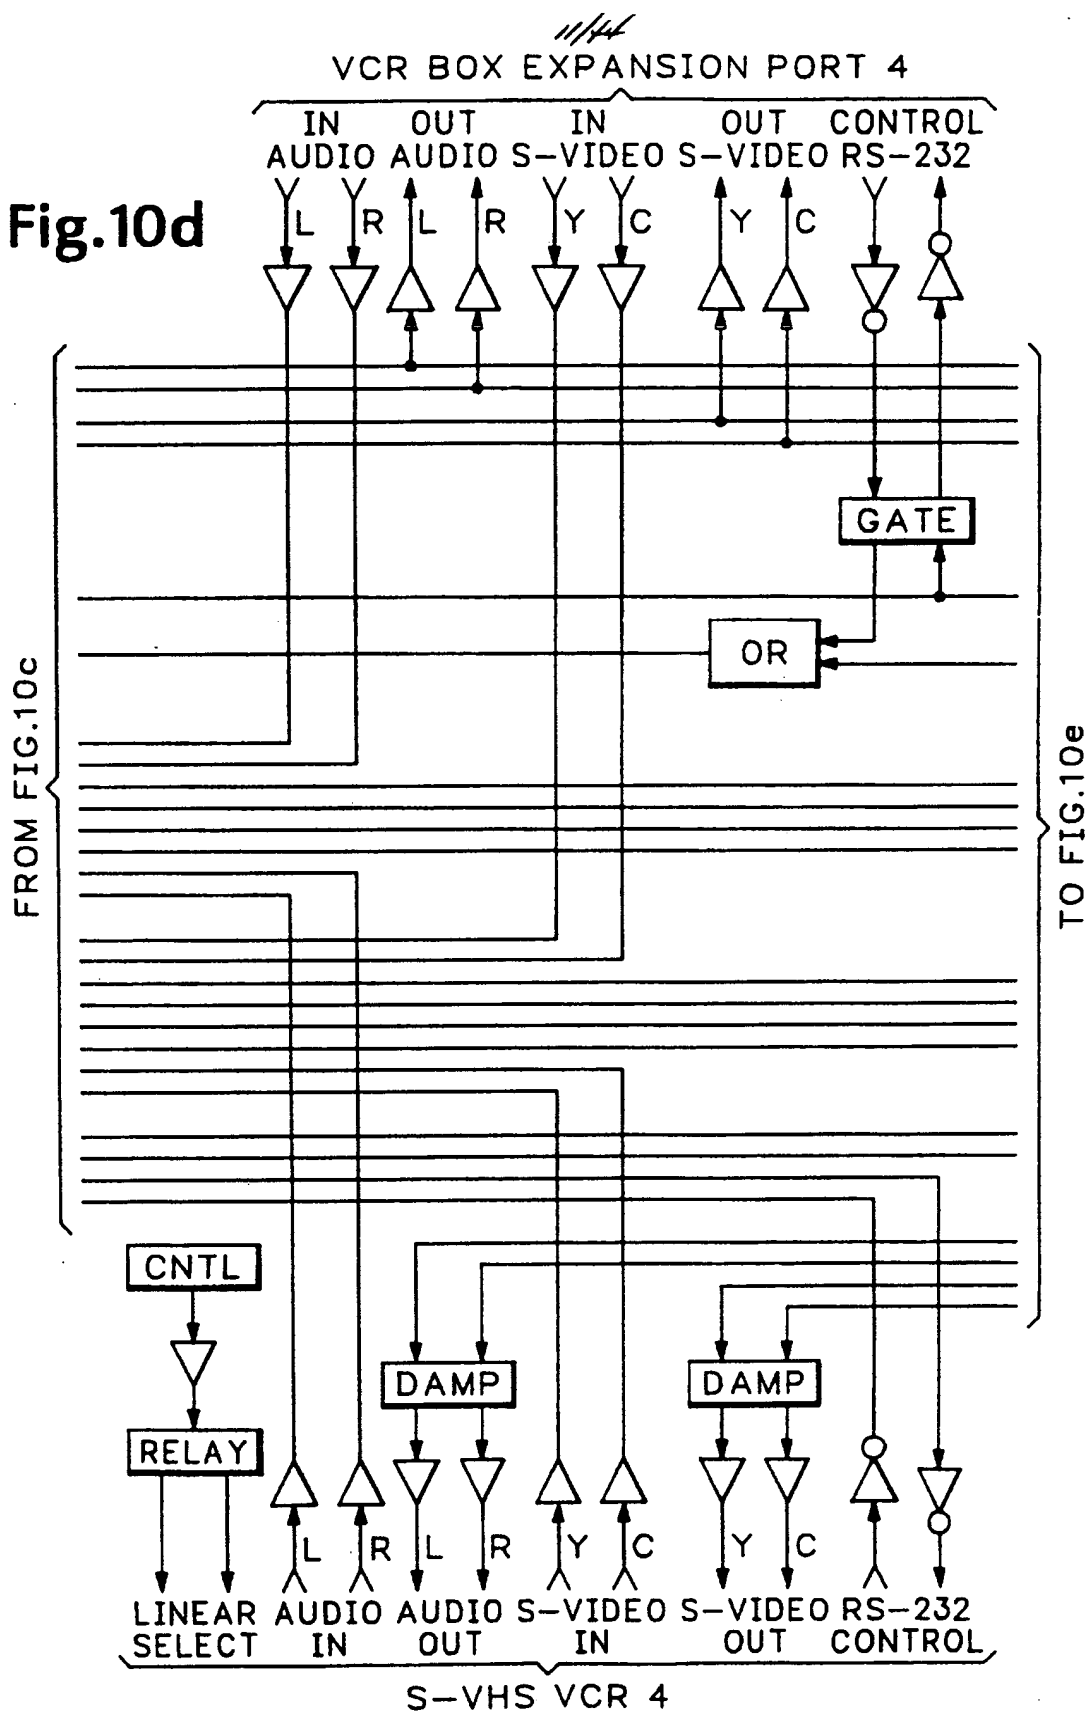 11/44
VCR BOX EXPANSION PORT 4
IN OUT IN OUT CONTROL
AUDIO AUDIO S-VIDEO S-VIDEO RS-232
Fig.10d
L R L R Y C Y C
GATE
OR
FROM FIG.10c
TO FIG.10e
CNTL
DAMP DAMP
RELAY
L R L R Y C Y C
LINEAR AUDIO AUDIO S-VIDEO S-VIDEO RS-232
SELECT IN OUT IN OUT CONTROL
S-VHS VCR 4